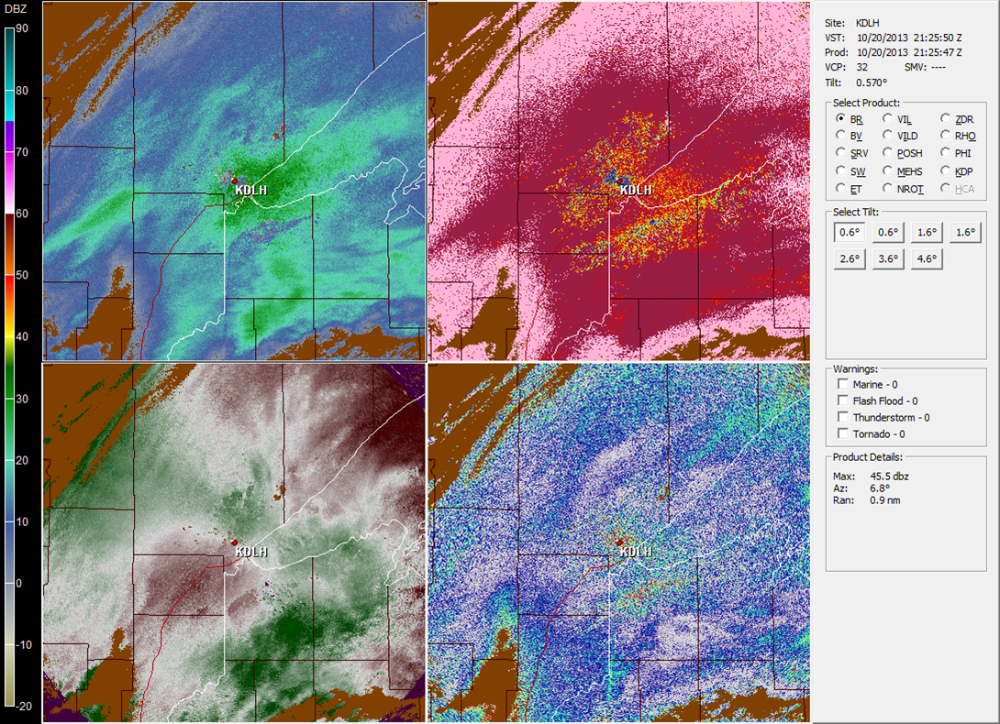 DBZ
90
80
70
60
50
40
30
20
10
0
-10
-20
KDLH
KDLH
KDLH
KDLH
Site: KDLH
VST: 10/20/2013 21:25:50 Z
Prod: 10/20/2013 21:25:47 Z
VCP: 32 SMV: ----
Tilt: 0.570°
Select Product:
BR VIL ZDR
BV VILD RHO
SRV POSH PHI
SW MEHS KDP
ET NROT HCA
Select Tilt:
0.6° 0.6° 1.6° 1.6°
2.6° 3.6° 4.6°
Warnings:
Marine - 0
Flash Flood - 0
Thunderstorm - 0
Tornado - 0
Product Details:
Max: 45.5 dbz
Az: 6.8°
Ran: 0.9 nm